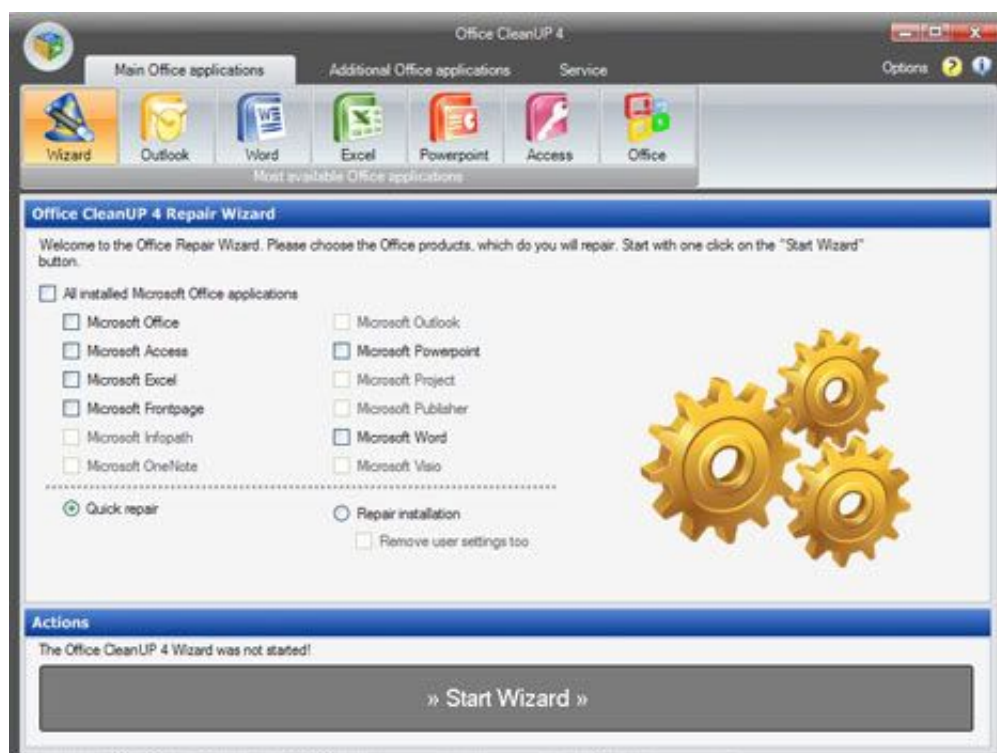 Office CleanUP 4
Main Office applications
Additional Office applications
Service
Options
Wizard
Outlook
Word
Excel
Powerpoint
Access
Office
Most available Office applications
Office CleanUP 4 Repair Wizard
Welcome to the Office Repair Wizard. Please choose the Office products, which do you will repair. Start with one click on the "Start Wizard"
button.
All installed Microsoft Office applications
Microsoft Office
Microsoft Outlook
Microsoft Access
Microsoft Powerpoint
Microsoft Excel
Microsoft Project
Microsoft Frontpage
Microsoft Publisher
Microsoft Infopath
Microsoft Word
Microsoft OneNote
Microsoft Visio
Quick repair
Repair installation
Remove user settings too
Actions
The Office CleanUP 4 Wizard was not started!
» Start Wizard »